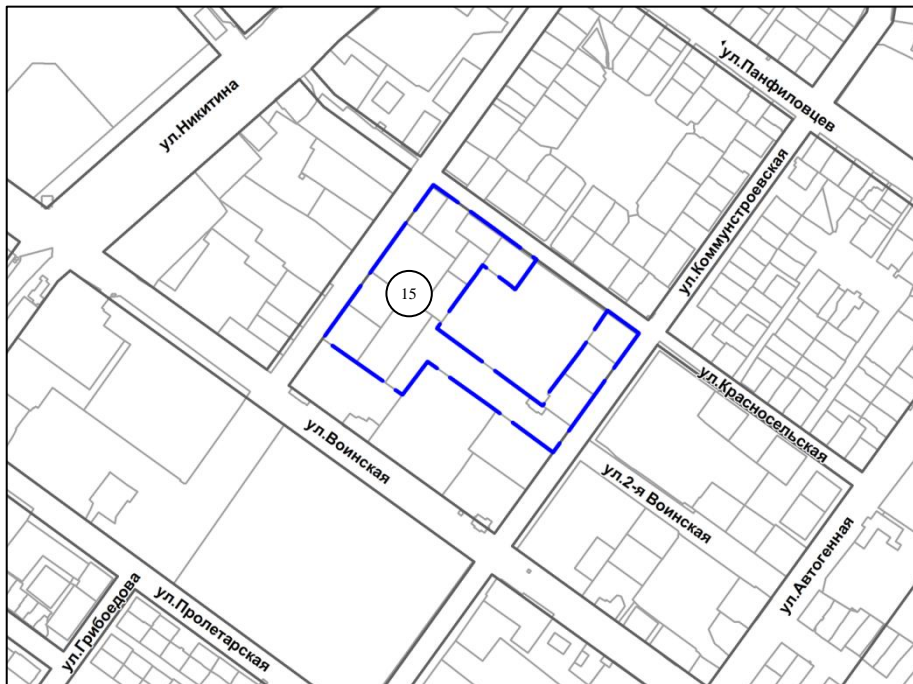 ул.Панфиловцев
ул.Никитина
ул.Коммунстроевская
15
ул.Красносельская
ул.Воинская
ул.2-я Воинская
ул.Автогенная
ул.Грибоедова
ул.Пролетарская